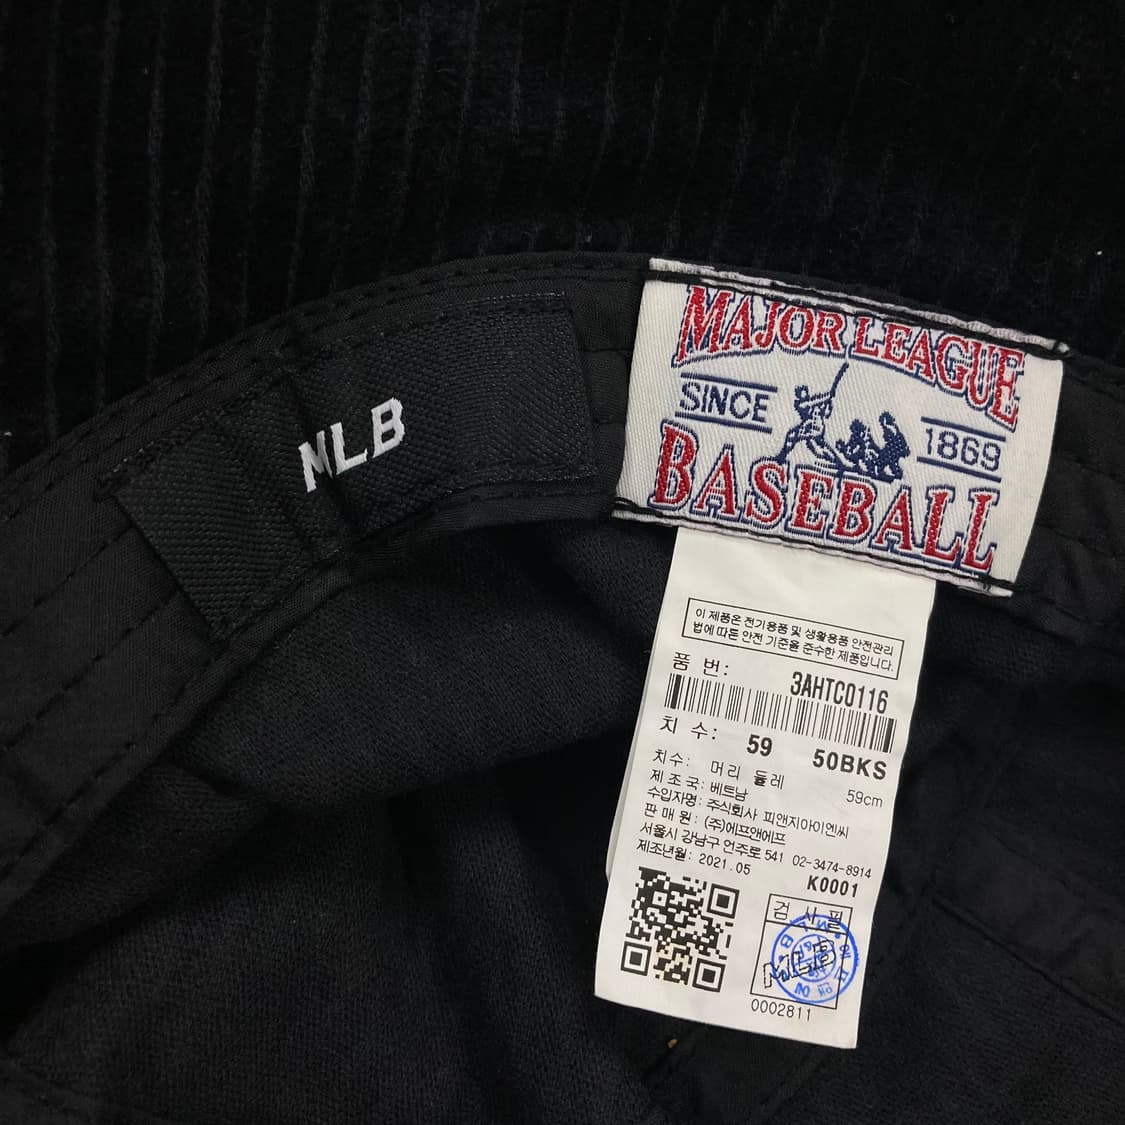 MLB
MAJOR LEAGUE
SINCE
1869
BASEBALL
이 제품은 전기용품 및 생활용품 안전관리
법에 따른 안전 기준을 준수한 제품입니다.
품 번: 3AHTC0116
치 수: 59 50BKS
치수: 머리 둘레 59cm
제 조 국: 베트남
수입자명: 주식회사 피앤지아이엔씨
판 매 원: (주)에프앤에프
서울시 강남구 언주로 541 02-3474-8914
제조년월: 2021.05
K0001
검 사 필
MLB
0002811